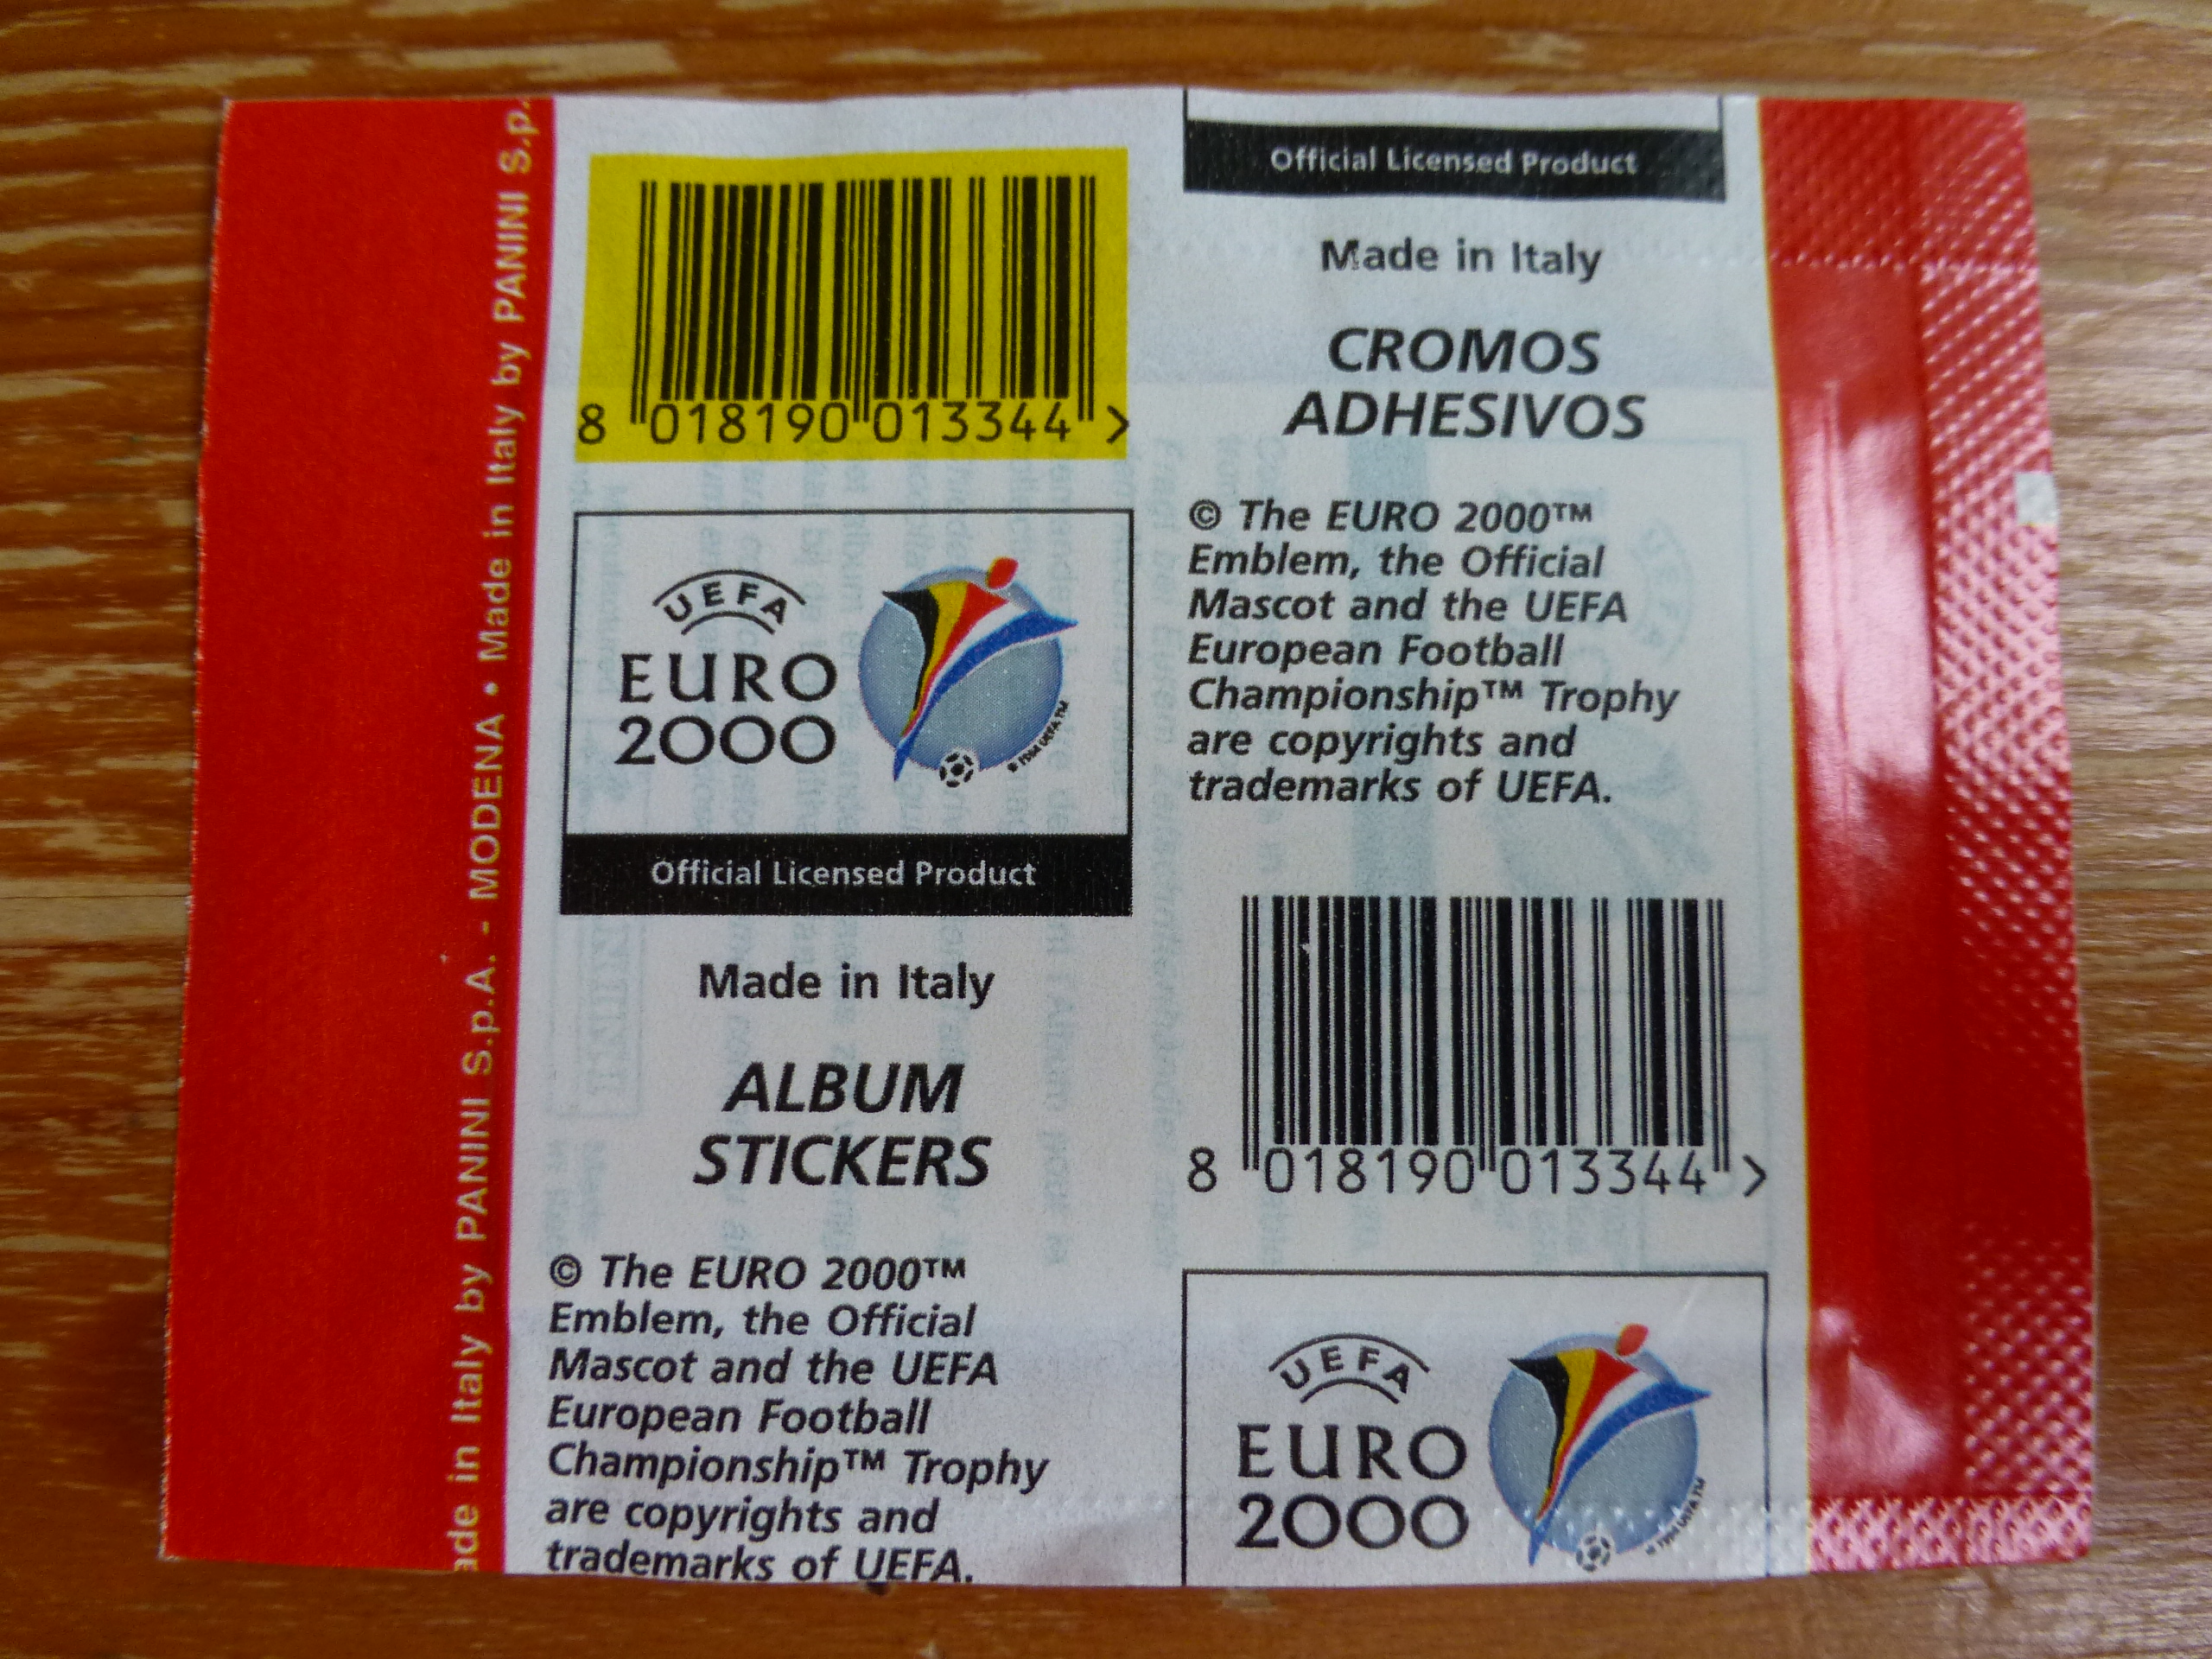 Made in Italy by PANINI S.p.A. - MODENA • Made in Italy by PANINI S.p.
8 018190 013344 >
UEFA
EURO
2000
© 1994 UEFA™
Official Licensed Product
Made in Italy
ALBUM
STICKERS
© The EURO 2000™
Emblem, the Official
Mascot and the UEFA
European Football
Championship™ Trophy
are copyrights and
trademarks of UEFA.
Official Licensed Product
Made in Italy
CROMOS
ADHESIVOS
© The EURO 2000™
Emblem, the Official
Mascot and the UEFA
European Football
Championship™ Trophy
are copyrights and
trademarks of UEFA.
8 018190 013344 >
UEFA
EURO
2000
© 1994 UEFA™